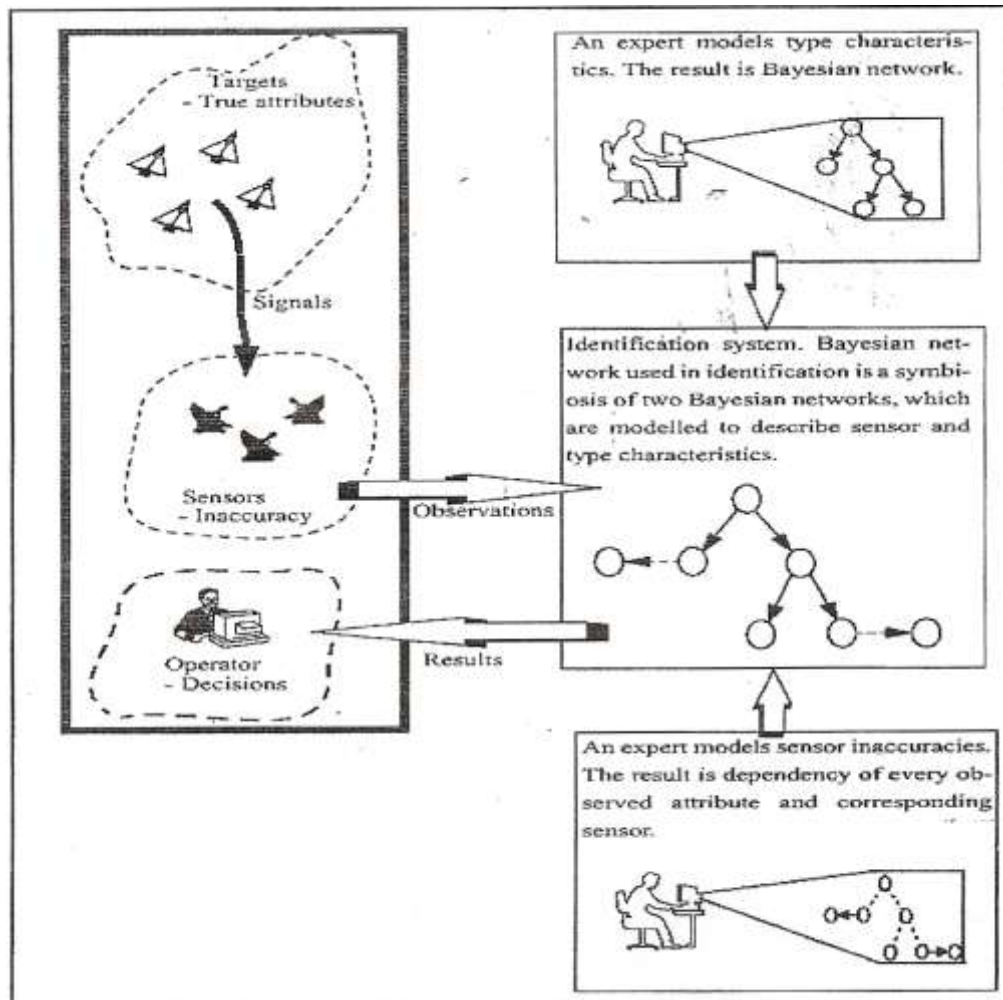 Targets
- True attributes
Signals
Sensors
- Inaccuracy
Observations
Operator
- Decisions
Results
An expert models type characteris-
tics. The result is Bayesian network.
Identification system. Bayesian net-
work used in identification is a symbi-
osis of two Bayesian networks, which
are modelled to describe sensor and
type characteristics.
An expert models sensor inaccuracies.
The result is dependency of every ob-
served attribute and corresponding
sensor.